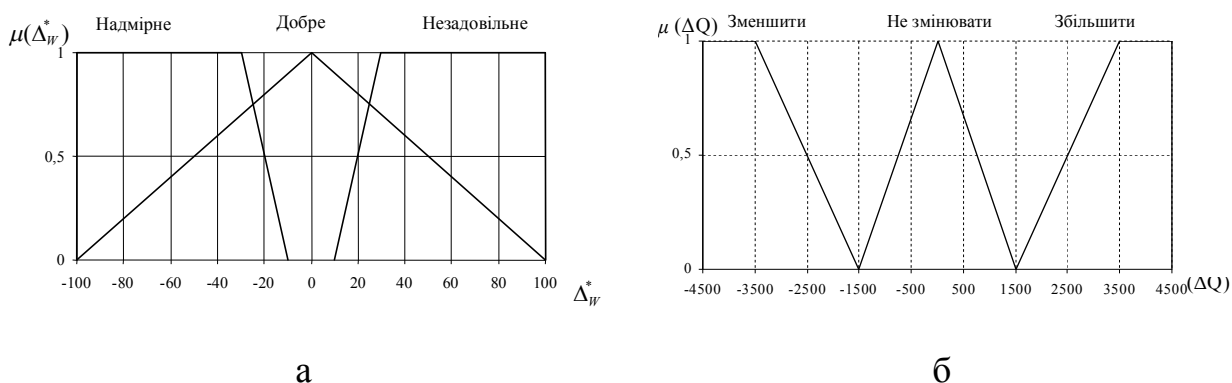 Надмірне Добре Незадовільне
μ(Δ*W)
1
0,5
0
-100 -80 -60 -40 -20 0 20 40 60 80 100
Δ*W
а
Зменшити Не змінювати Збільшити
μ (ΔQ)
1
0,5
0
-4500 -3500 -2500 -1500 -500 500 1500 2500 3500 4500 (ΔQ)
б